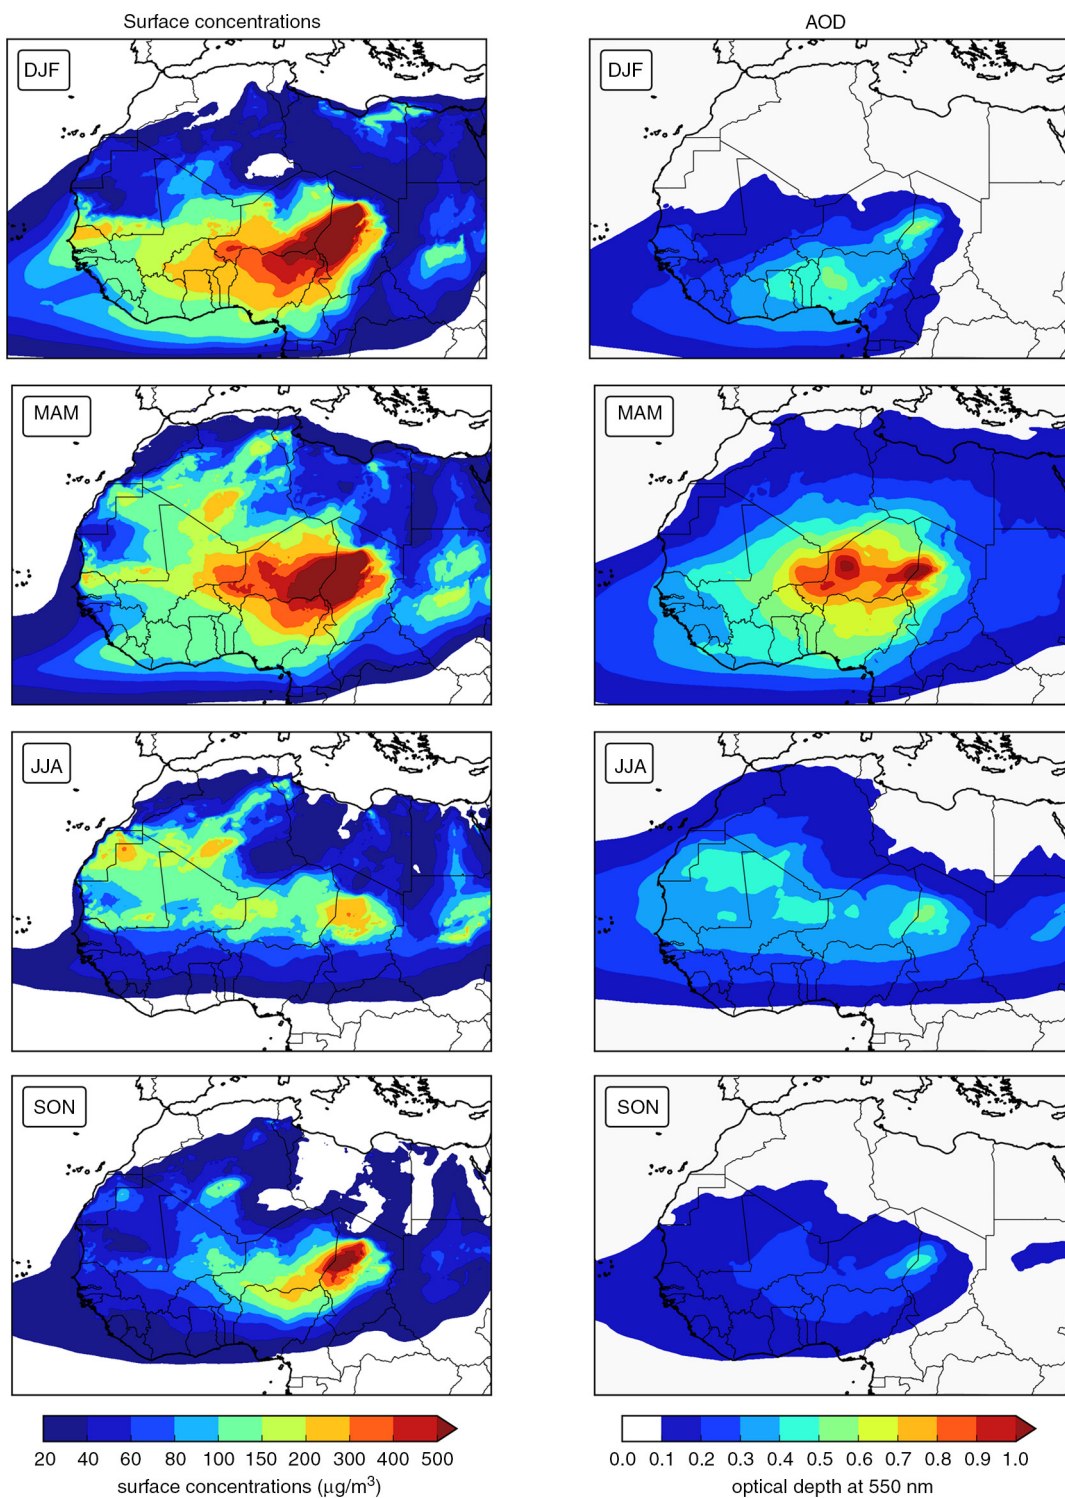 Surface concentrations
AOD
DJF
DJF
MAM
MAM
JJA
JJA
SON
SON
20 40 60 80 100 150 200 300 400 500
surface concentrations (μg/m³)
0.0 0.1 0.2 0.3 0.4 0.5 0.6 0.7 0.8 0.9 1.0
optical depth at 550 nm